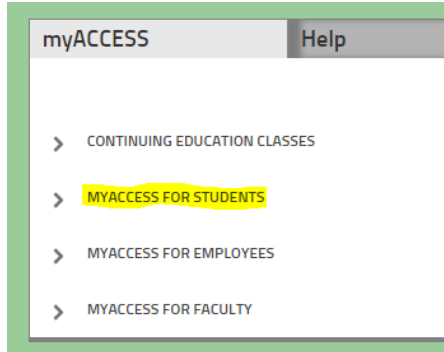 myACCESS Help
CONTINUING EDUCATION CLASSES
MYACCESS FOR STUDENTS
MYACCESS FOR EMPLOYEES
MYACCESS FOR FACULTY